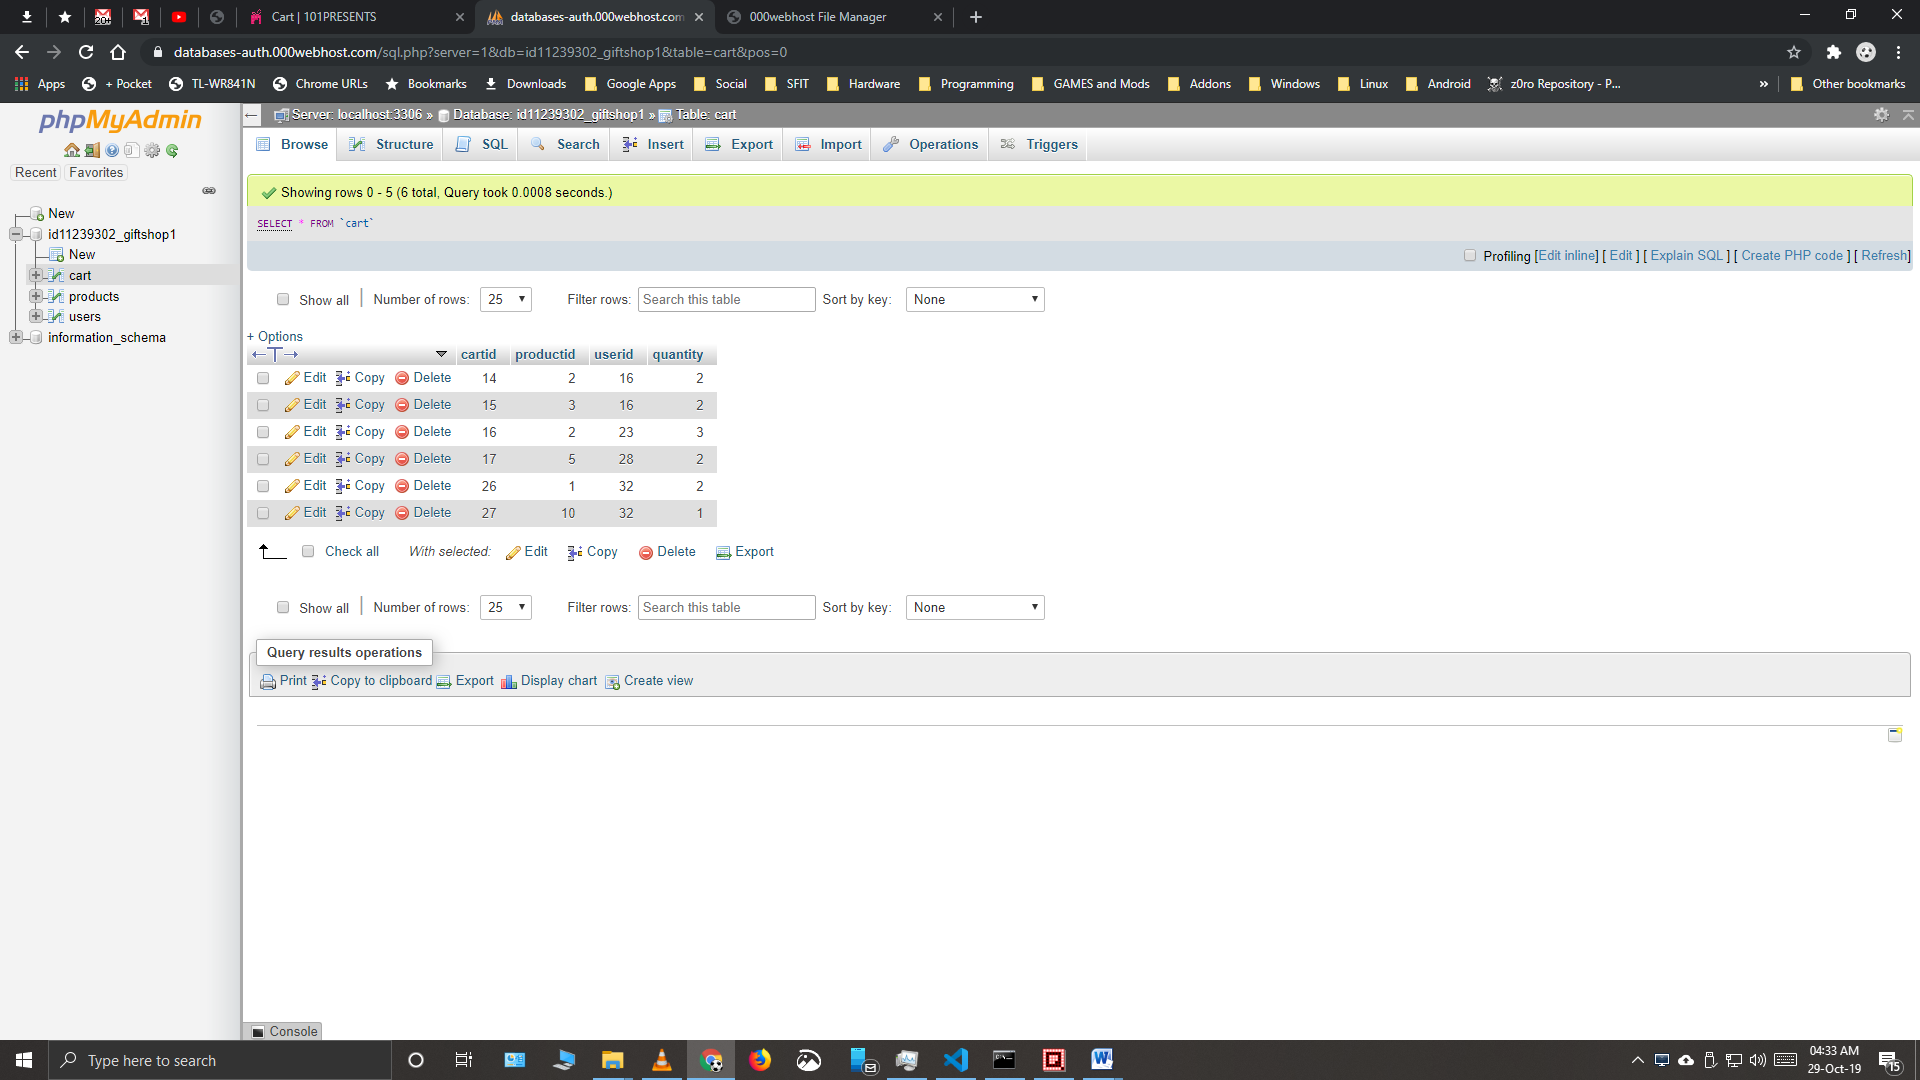 20+
1
Cart | 101PRESENTS
databases-auth.000webhost.com
000webhost File Manager
databases-auth.000webhost.com/sql.php?server=1&db=id11239302_giftshop1&table=cart&pos=0
Apps
+ Pocket
TL-WR841N
Chrome URLs
Bookmarks
Downloads
Google Apps
Social
SFIT
Hardware
Programming
GAMES and Mods
Addons
Windows
Linux
Android
z0ro Repository - P...
»
Other bookmarks
phpMyAdmin
Recent
Favorites
New
id11239302_giftshop1
New
cart
products
users
information_schema
Server: localhost:3306 » Database: id11239302_giftshop1 » Table: cart
Browse
Structure
SQL
Search
Insert
Export
Import
Operations
Triggers
Showing rows 0 - 5 (6 total, Query took 0.0008 seconds.)
SELECT * FROM `cart`
Profiling [Edit inline] [ Edit ] [ Explain SQL ] [ Create PHP code ] [ Refresh]
Show all | Number of rows: 25 Filter rows: Search this table Sort by key: None
+ Options
←T→ cartid productid userid quantity
Edit Copy Delete 14 2 16 2
Edit Copy Delete 15 3 16 2
Edit Copy Delete 16 2 23 3
Edit Copy Delete 17 5 28 2
Edit Copy Delete 26 1 32 2
Edit Copy Delete 27 10 32 1
Check all With selected: Edit Copy Delete Export
Show all | Number of rows: 25 Filter rows: Search this table Sort by key: None
Query results operations
Print Copy to clipboard Export Display chart Create view
Console
Type here to search
04:33 AM
29-Oct-19
15